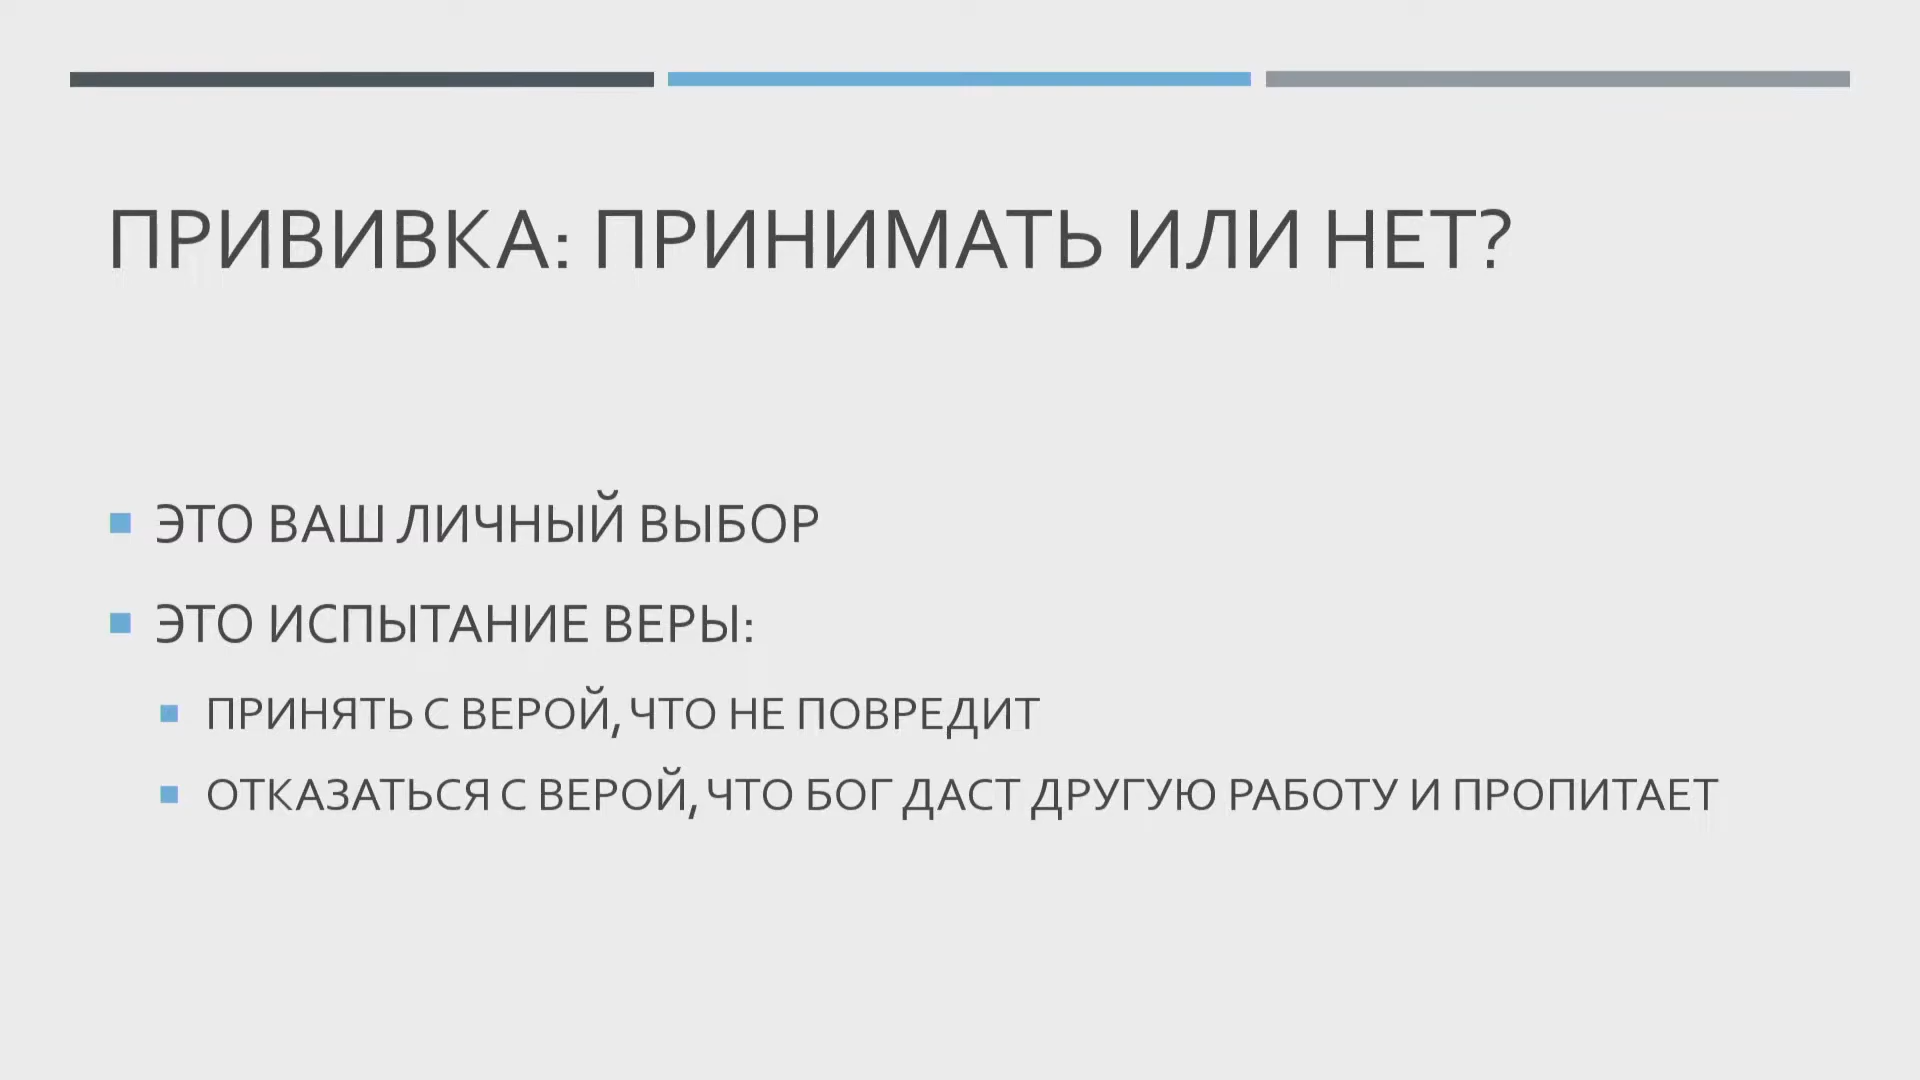 ПРИВИВКА: ПРИНИМАТЬ ИЛИ НЕТ?
ЭТО ВАШ ЛИЧНЫЙ ВЫБОР
ЭТО ИСПЫТАНИЕ ВЕРЫ:
ПРИНЯТЬ С ВЕРОЙ, ЧТО НЕ ПОВРЕДИТ
ОТКАЗАТЬСЯ С ВЕРОЙ, ЧТО БОГ ДАСТ ДРУГУЮ РАБОТУ И ПРОПИТАЕТ